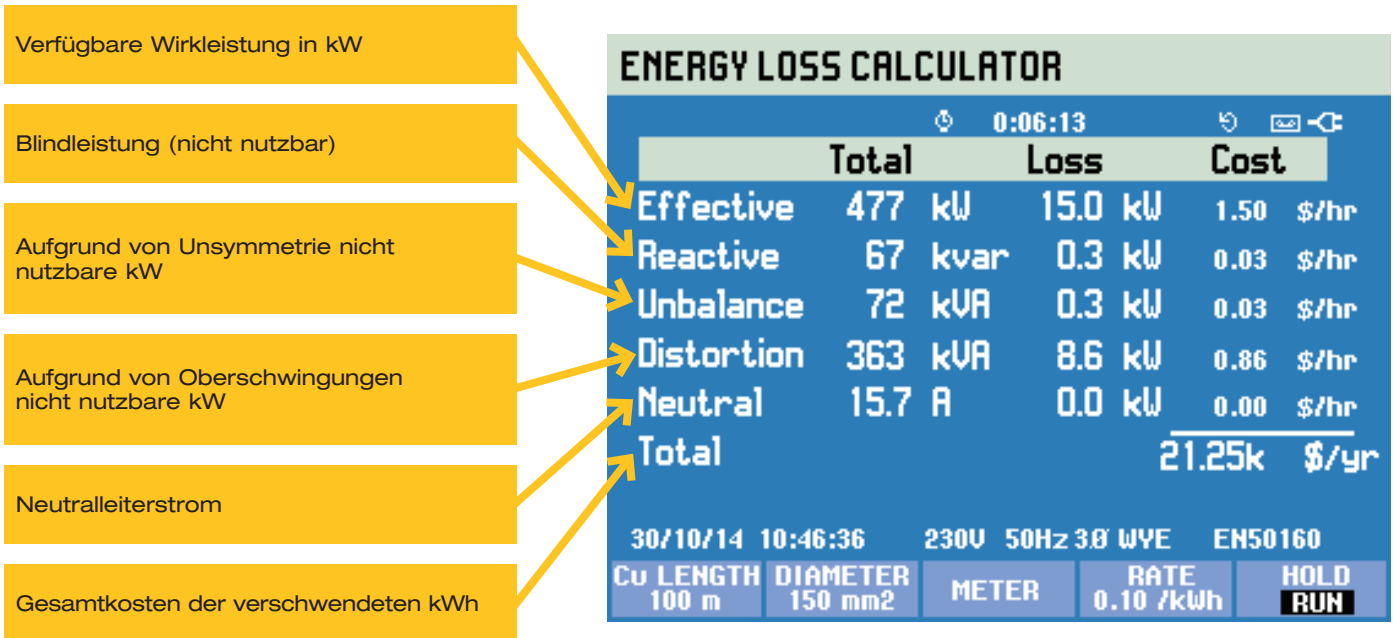 Verfügbare Wirkleistung in kW
Blindleistung (nicht nutzbar)
Aufgrund von Unsymmetrie nicht
nutzbare kW
Aufgrund von Oberschwingungen
nicht nutzbare kW
Neutralleiterstrom
Gesamtkosten der verschwendeten kWh
ENERGY LOSS CALCULATOR
0:06:13
Total Loss Cost
Effective 477 kW 15.0 kW 1.50 $/hr
Reactive 67 kvar 0.3 kW 0.03 $/hr
Unbalance 72 kVA 0.3 kW 0.03 $/hr
Distortion 363 kVA 8.6 kW 0.86 $/hr
Neutral 15.7 A 0.0 kW 0.00 $/hr
Total 21.25k $/yr
30/10/14 10:46:36 230V 50Hz 3Ø WYE EN50160
Cu LENGTH DIAMETER METER RATE HOLD
100 m 150 mm2 0.10 /kWh RUN